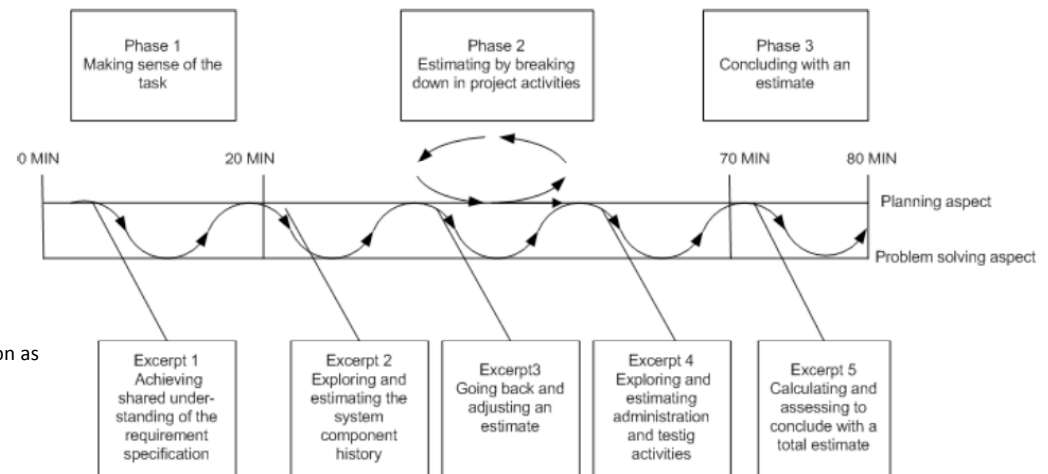 Phase 1
Making sense of the
task
Phase 2
Estimating by breaking
down in project activities
Phase 3
Concluding with an
estimate
0 MIN
20 MIN
70 MIN
80 MIN
Planning aspect
Problem solving aspect
on as
Excerpt 1
Achieving
shared under-
standing of the
requirement
specification
Excerpt 2
Exploring and
estimating the
system
component
history
Excerpt3
Going back and
adjusting an
estimate
Excerpt 4
Exploring and
estimating
administration
and testig
activities
Excerpt 5
Calculating and
assessing to
conclude with a
total estimate